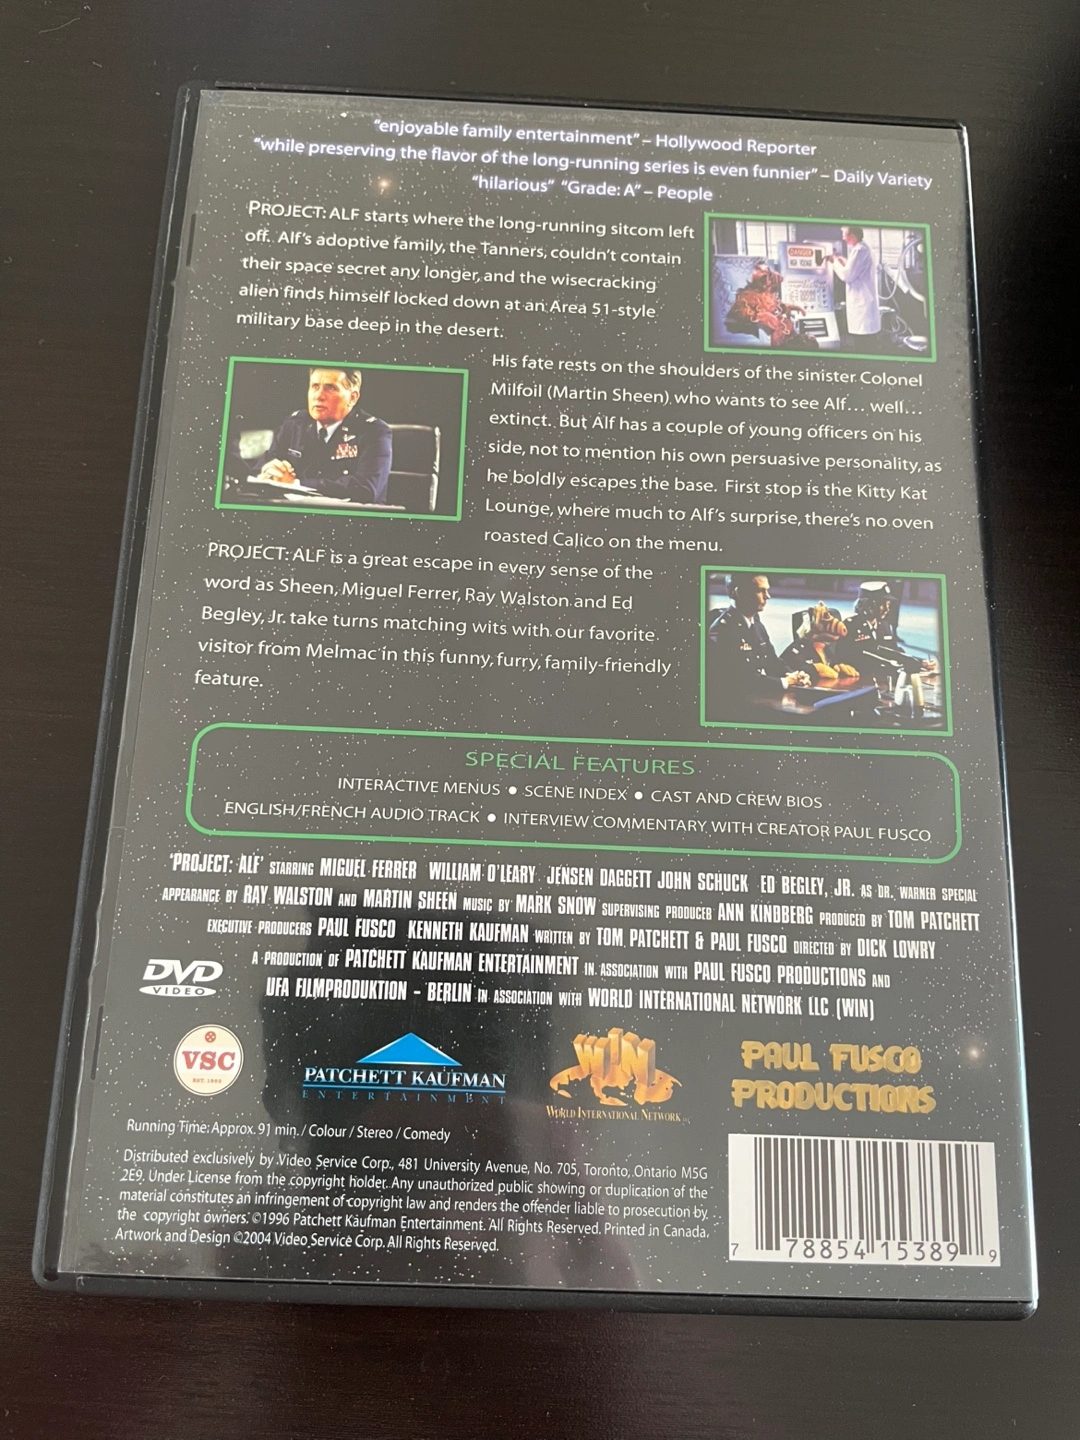 "enjoyable family entertainment" – Hollywood Reporter
"while preserving the flavor of the long-running series is even funnier" – Daily Variety
"hilarious" "Grade: A" – People
PROJECT: ALF starts where the long-running sitcom left
off. Alf's adoptive family, the Tanners, couldn't contain
their space secret any longer, and the wisecracking
alien finds himself locked down at an Area 51-style
military base deep in the desert.
His fate rests on the shoulders of the sinister Colonel
Milfoil (Martin Sheen) who wants to see Alf... well...
extinct. But Alf has a couple of young officers on his
side, not to mention his own persuasive personality, as
he boldly escapes the base. First stop is the Kitty Kat
Lounge, where much to Alf's surprise, there's no oven
roasted Calico on the menu.
PROJECT: ALF is a great escape in every sense of the
word as Sheen, Miguel Ferrer, Ray Walston and Ed
Begley, Jr. take turns matching wits with our favorite
visitor from Melmac in this funny, furry, family-friendly
feature.
SPECIAL FEATURES
INTERACTIVE MENUS • SCENE INDEX • CAST AND CREW BIOS
ENGLISH/FRENCH AUDIO TRACK • INTERVIEW COMMENTARY WITH CREATOR PAUL FUSCO
'PROJECT: ALF' STARRING MIGUEL FERRER WILLIAM O'LEARY JENSEN DAGGETT JOHN SCHUCK ED BEGLEY, JR. AS DR. WARNER SPECIAL
APPEARANCE BY RAY WALSTON AND MARTIN SHEEN MUSIC BY MARK SNOW SUPERVISING PRODUCER ANN KINDBERG PRODUCED BY TOM PATCHETT
EXECUTIVE PRODUCERS PAUL FUSCO KENNETH KAUFMAN WRITTEN BY TOM PATCHETT & PAUL FUSCO DIRECTED BY DICK LOWRY
A PRODUCTION OF PATCHETT KAUFMAN ENTERTAINMENT IN ASSOCIATION WITH PAUL FUSCO PRODUCTIONS AND
UFA FILMPRODUKTION - BERLIN IN ASSOCIATION WITH WORLD INTERNATIONAL NETWORK LLC (WIN)
DVD
VIDEO
VSC
PATCHETT KAUFMAN
ENTERTAINMENT
WIN
WORLD INTERNATIONAL NETWORK
PAUL FUSCO
PRODUCTIONS
Running Time: Approx. 91 min. / Colour / Stereo / Comedy
Distributed exclusively by Video Service Corp., 481 University Avenue, No. 705, Toronto, Ontario M5G
2E9. Under License from the copyright holder. Any unauthorized public showing or duplication of the
material constitutes an infringement of copyright law and renders the offender liable to prosecution by
the copyright owners. ©1996 Patchett Kaufman Entertainment. All Rights Reserved. Printed in Canada.
Artwork and Design ©2004 Video Service Corp. All Rights Reserved.
7 78854 15389 9